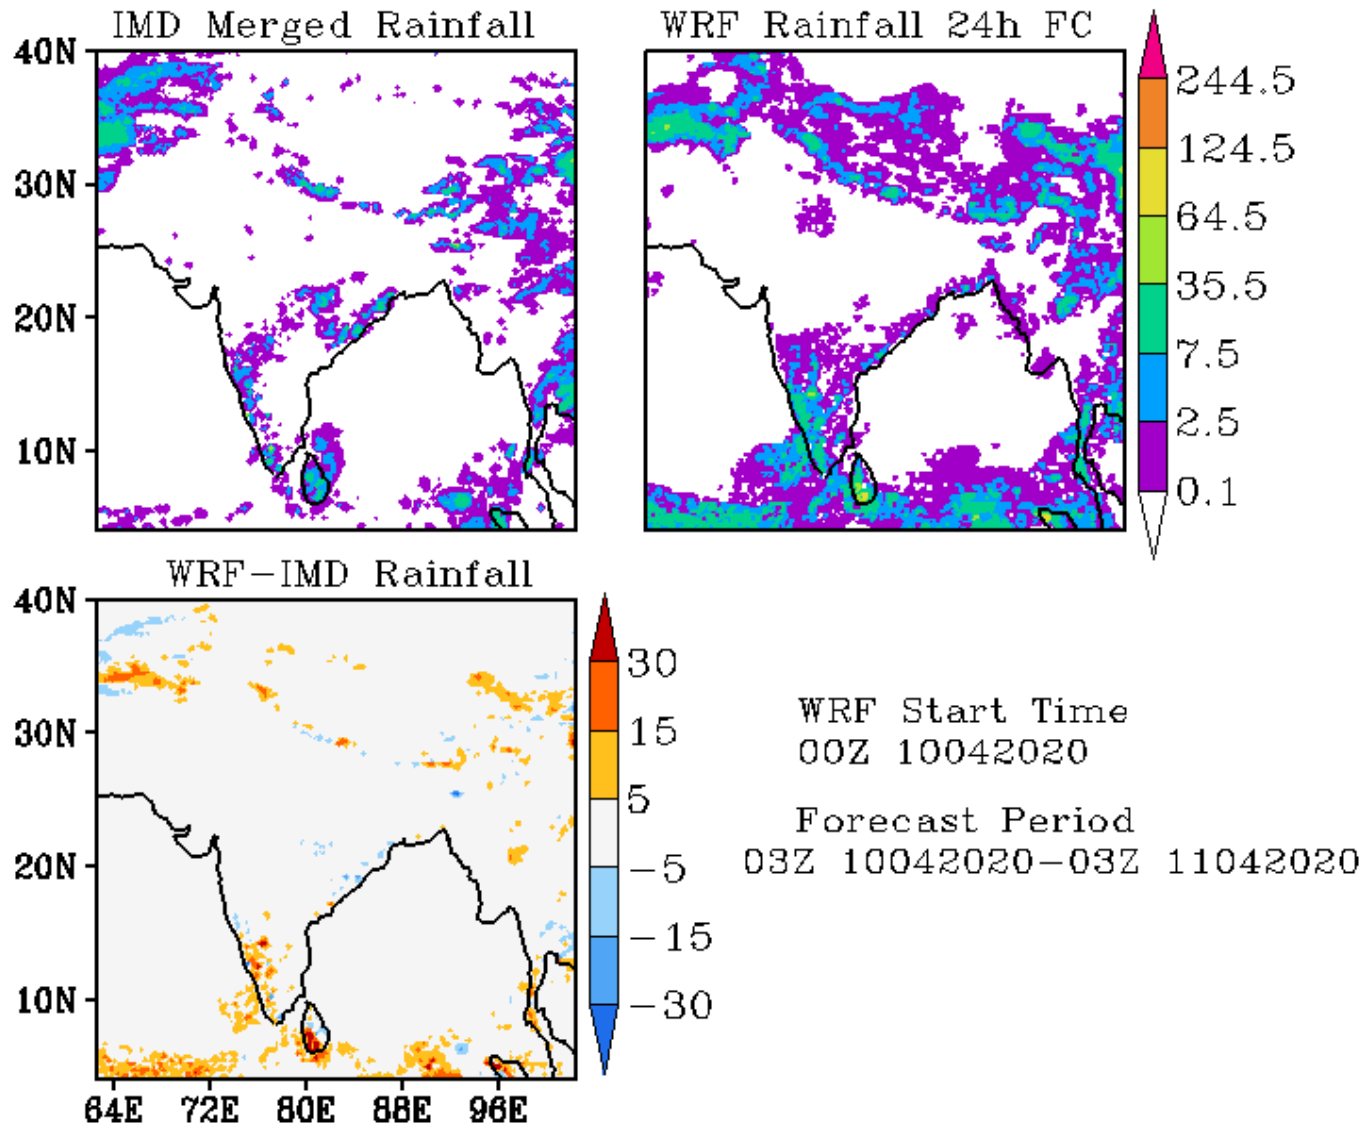 IMD Merged Rainfall
WRF Rainfall 24h FC
40N
30N
20N
10N
244.5
124.5
64.5
35.5
7.5
2.5
0.1
WRF-IMD Rainfall
40N
30N
20N
10N
64E 72E 80E 88E 96E
30
15
5
-5
-15
-30
WRF Start Time
00Z 10042020
Forecast Period
03Z 10042020-03Z 11042020